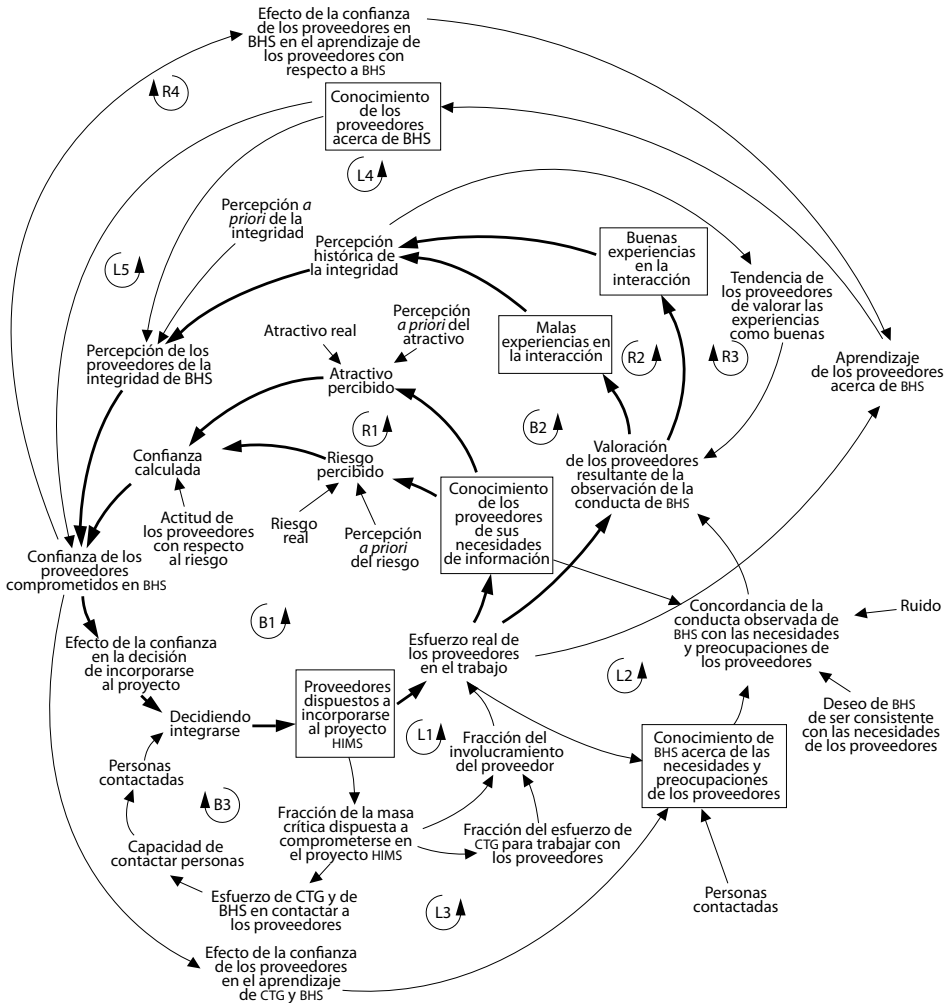 Efecto de la confianza
de los proveedores en
BHS en el aprendizaje de
los proveedores con
respecto a BHS
R4
Conocimiento
de los
proveedores
acerca de BHS
L4
Percepción a
priori de la
integridad
Percepción
histórica de
la integridad
Buenas
experiencias
en la
interacción
L5
Tendencia de
los proveedores
de valorar las
experiencias
como buenas
Percepción
a priori del
atractivo
Atractivo real
Malas
experiencias en
la interacción
R2
R3
Percepción de los
proveedores de la
integridad de BHS
Aprendizaje
de los proveedores
acerca de BHS
Atractivo
percibido
R1
B2
Confianza
calculada
Riesgo
percibido
Valoración
de los proveedores
resultante de la
observación de la
conducta de BHS
Conocimiento
de los
proveedores
de sus
necesidades
de información
Actitud de
los proveedores
con respecto
al riesgo
Riesgo
real
Percepción
a priori
del riesgo
Confianza de los
proveedores
comprometidos en BHS
B1
Concordancia de la
conducta observada de
BHS con las necesidades
y preocupaciones de
los proveedores
Ruido
Efecto de la confianza
en la decisión
de incorporarse
al proyecto
Esfuerzo real de
los proveedores
en el trabajo
L2
Proveedores
dispuestos a
incorporarse
al proyecto
HIMS
Decidiendo
integrarse
Deseo de BHS
de ser consistente
con las necesidades
de los proveedores
L1
Fracción del
involucramiento
del proveedor
Conocimiento de
BHS acerca de las
necesidades y
preocupaciones
de los proveedores
Personas
contactadas
B3
Fracción de la masa
crítica dispuesta a
comprometerse en
el proyecto HIMS
Fracción del esfuerzo de
CTG para trabajar con
los proveedores
Capacidad de
contactar personas
Esfuerzo de CTG y de
BHS en contactar a
los proveedores
L3
Personas
contactadas
Efecto de la confianza
de los proveedores
en el aprendizaje
de CTG y BHS